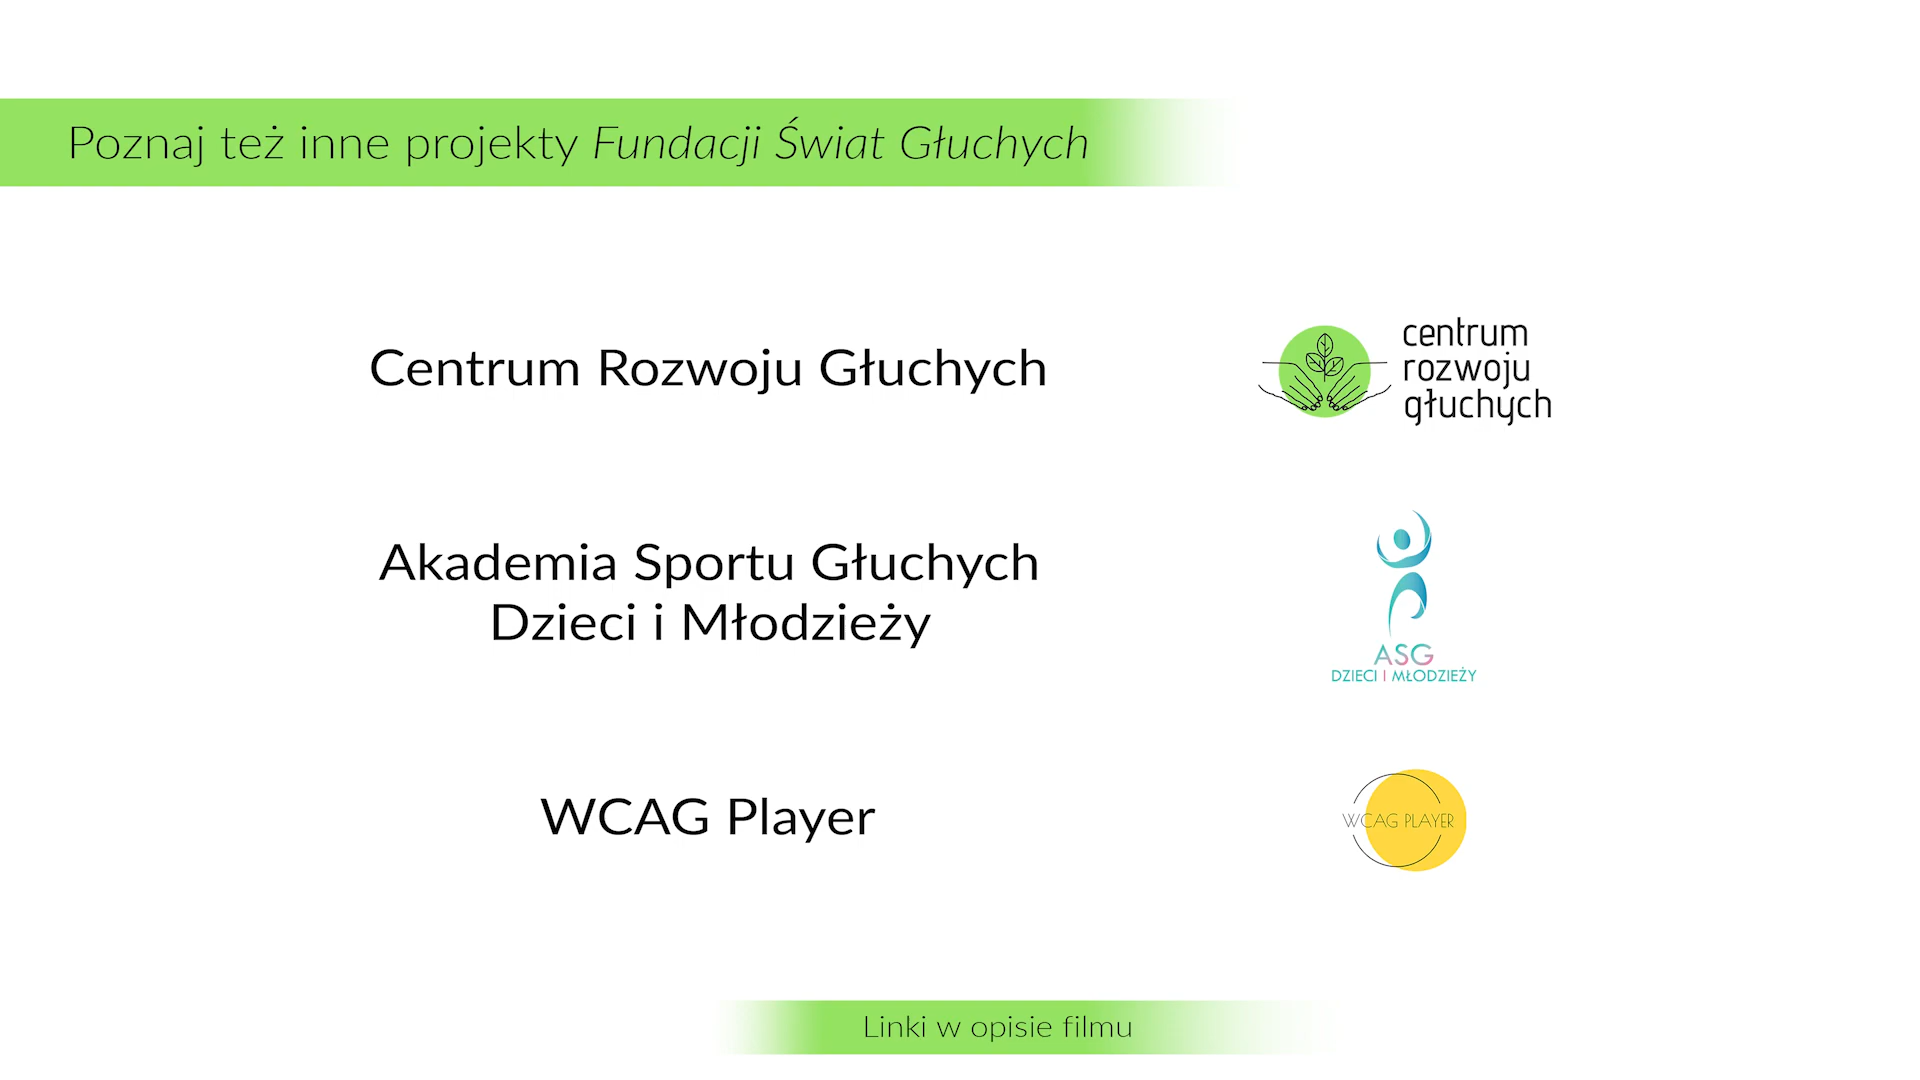 Poznaj też inne projekty Fundacji Świat Głuchych
Centrum Rozwoju Głuchych
centrum
rozwoju
głuchych
Akademia Sportu Głuchych
Dzieci i Młodzieży
ASG
DZIECI I MŁODZIEŻY
WCAG Player
WCAG PLAYER
Linki w opisie filmu